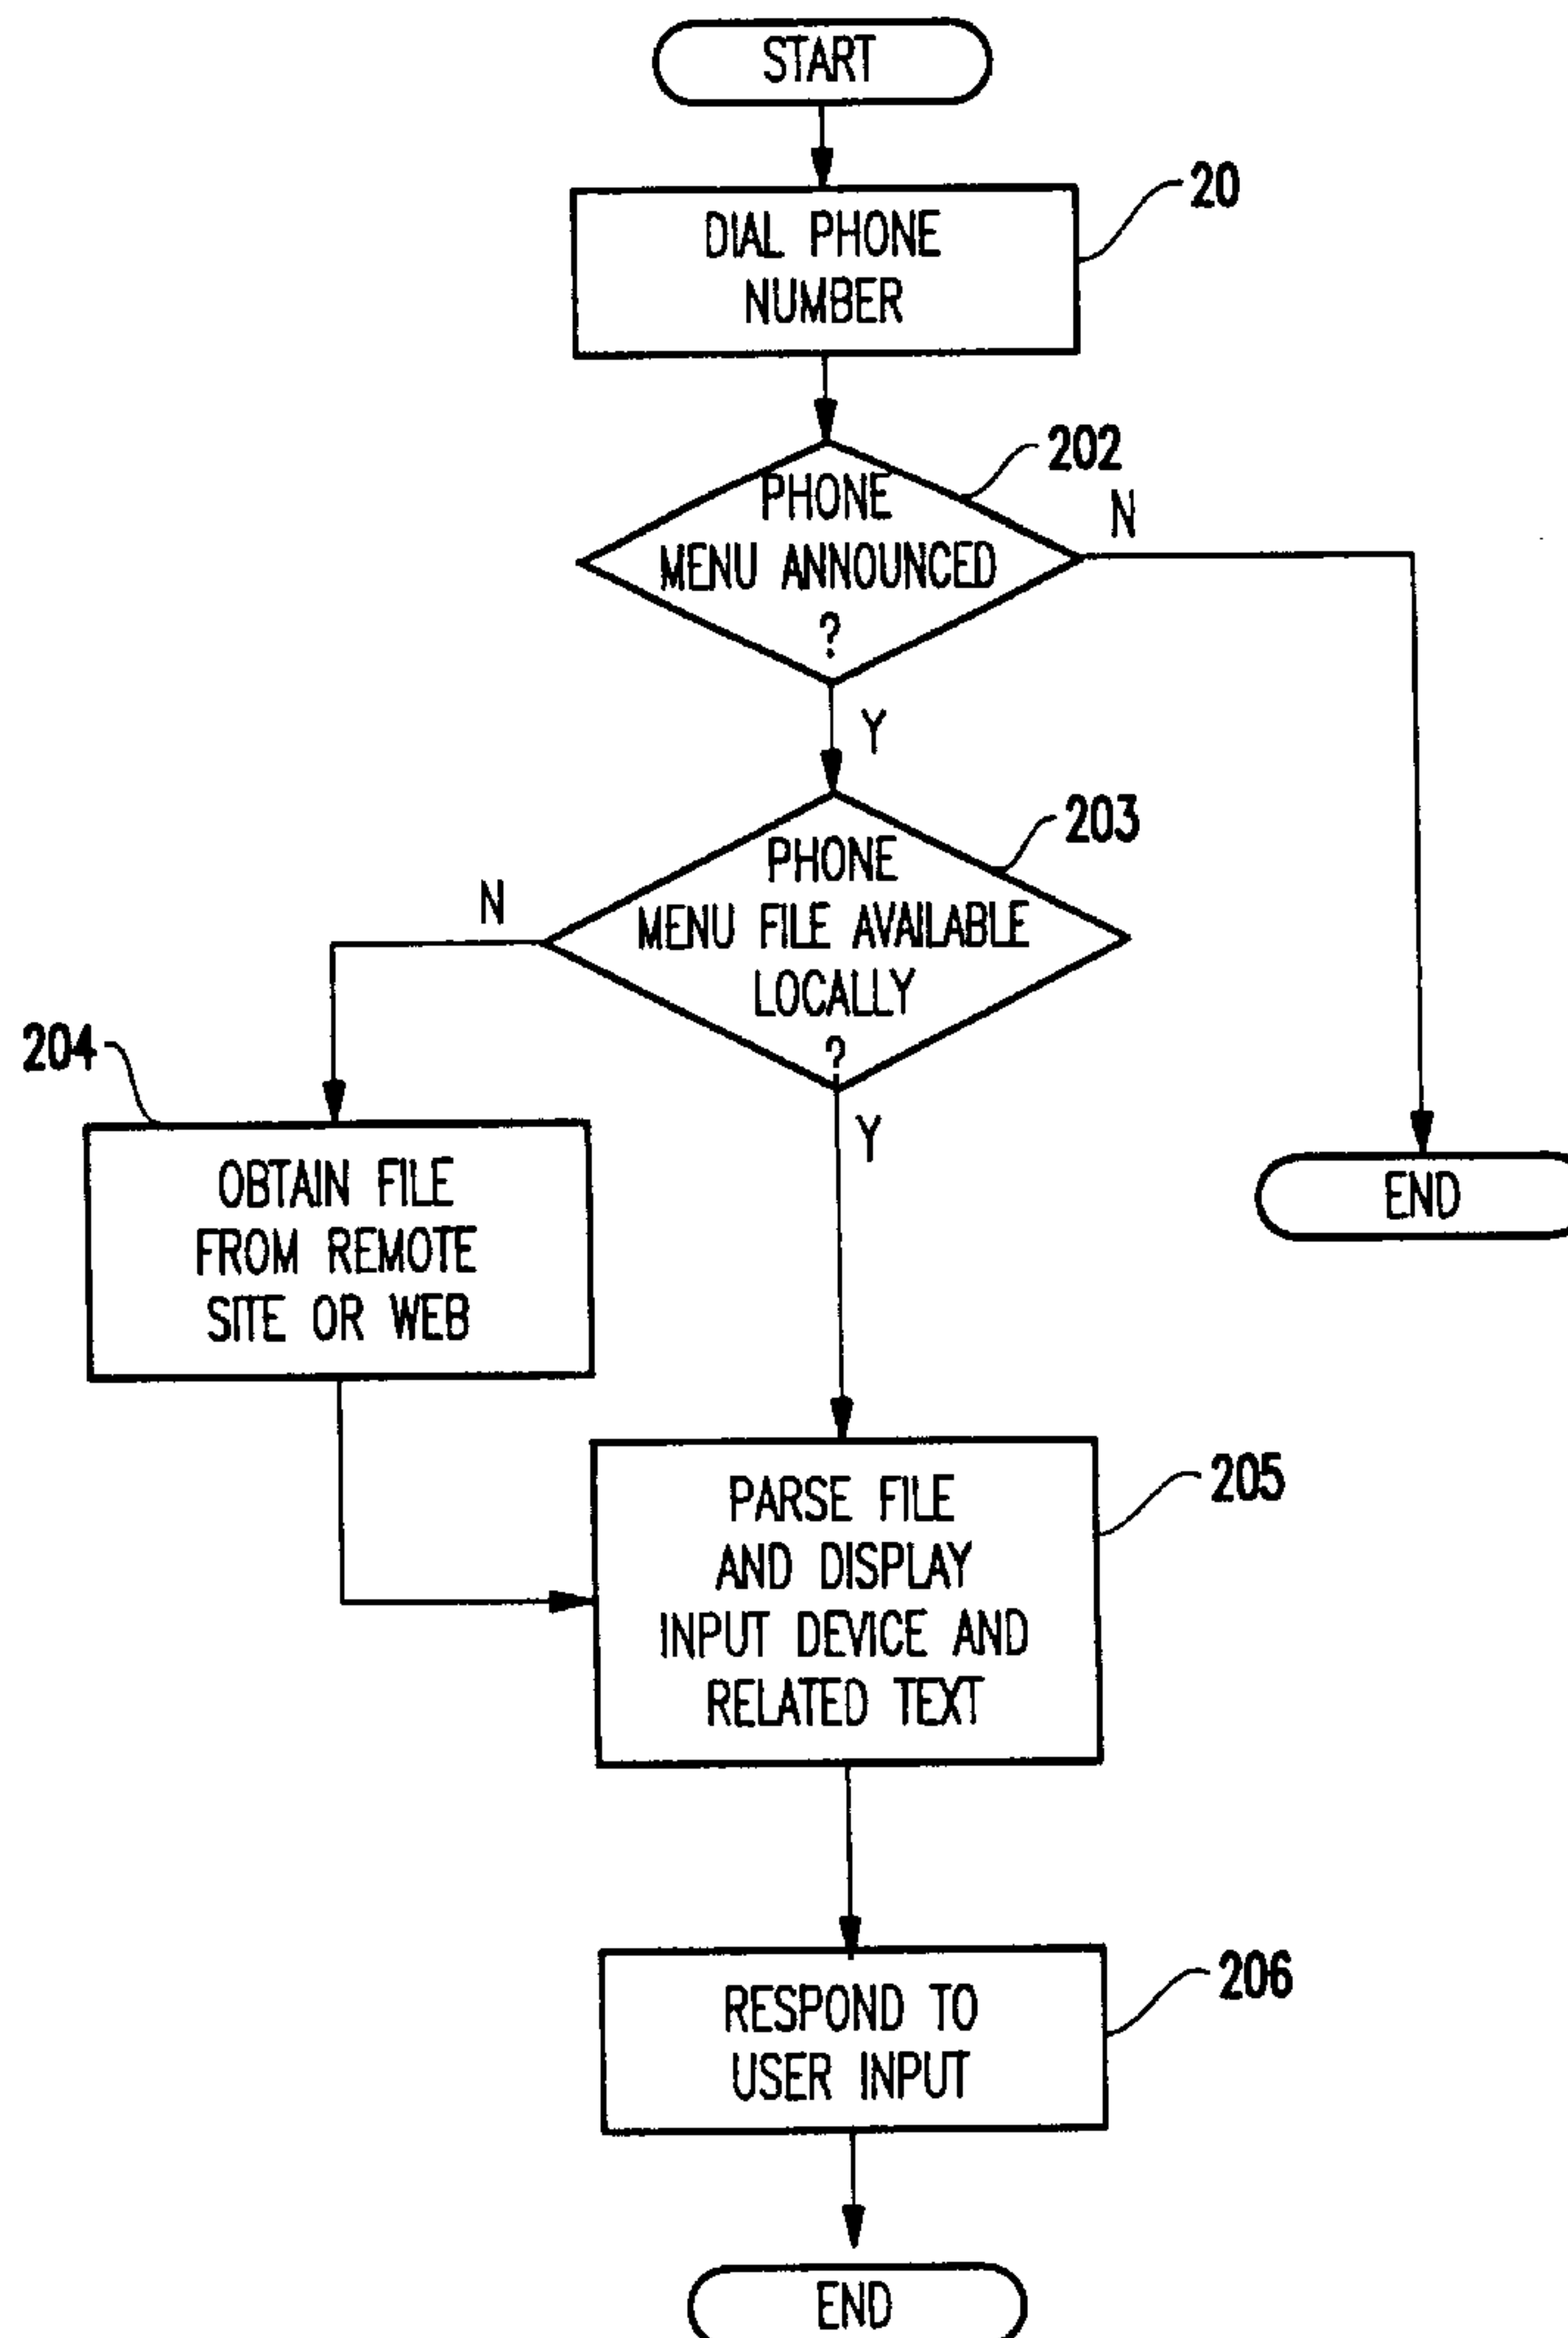 START
20
DIAL PHONE
NUMBER
202
N
PHONE
MENU ANNOUNCED
?
Y
203
N
PHONE
MENU FILE AVAILABLE
LOCALLY
?
204
Y
OBTAIN FILE
FROM REMOTE
SITE OR WEB
END
205
PARSE FILE
AND DISPLAY
INPUT DEVICE AND
RELATED TEXT
206
RESPOND TO
USER INPUT
END